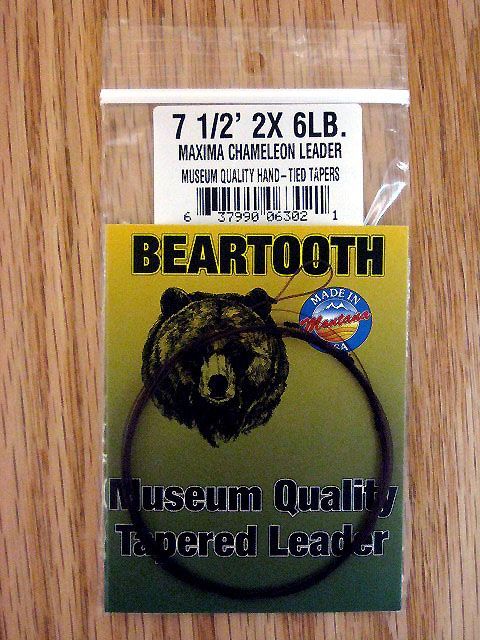 7 1/2' 2X 6LB.
MAXIMA CHAMELEON LEADER
MUSEUM QUALITY HAND-TIED TAPERS
6 37990 06302 1
BEARTOOTH
MADE IN
Montana
USA
Museum Quality
Tapered Leader